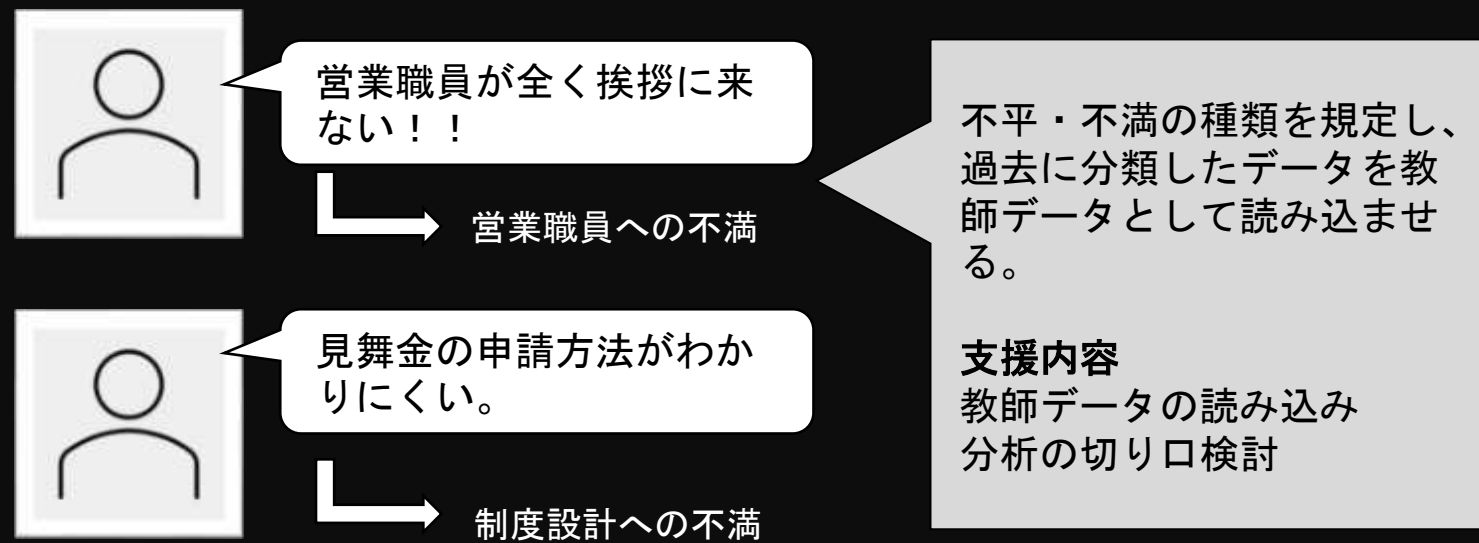 営業職員が全く挨拶に来
ない！！
営業職員への不満
見舞金の申請方法がわか
りにくい。
制度設計への不満
不平・不満の種類を規定し、
過去に分類したデータを教
師データとして読み込ませ
る。
支援内容
教師データの読み込み
分析の切り口検討